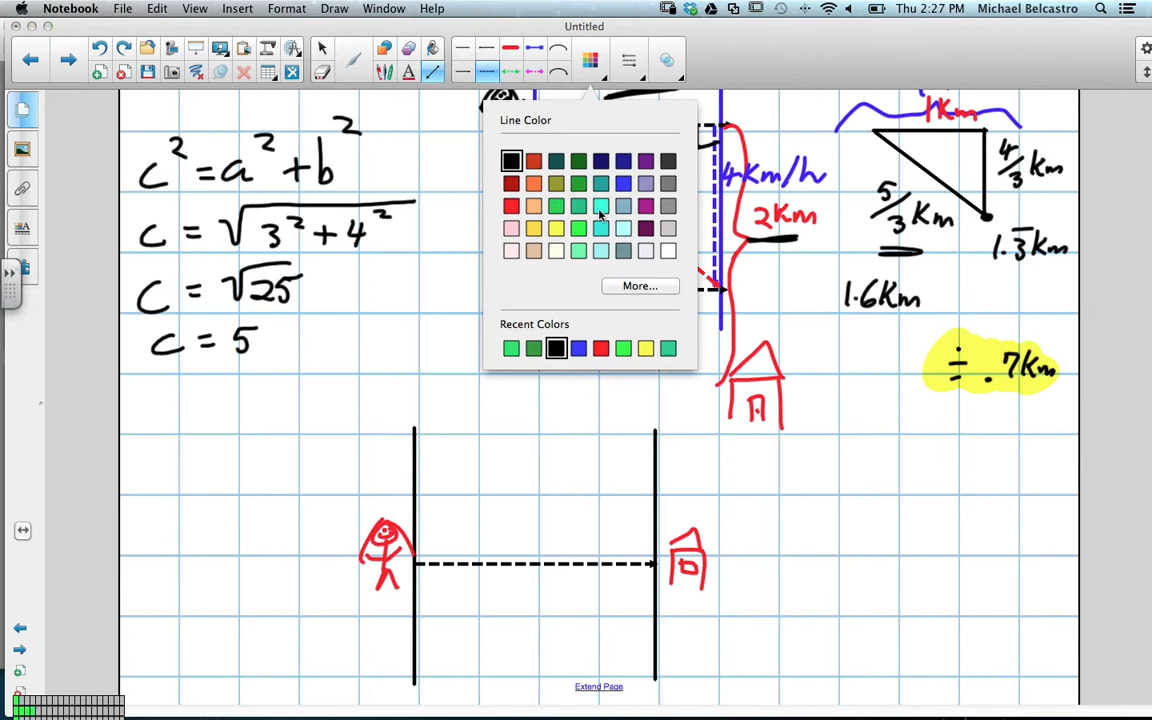 Notebook File Edit View Insert Format Tools Draw Window Help Thu 2:27 PM Michael Belcastro
Untitled
Line Color
More...
Recent Colors
c² = a² + b²
c = √3² + 4²
c = √25
c = 5
4Km/h
2Km
1Km
4/3 Km
5/3 Km
1.3̅Km
1.6Km
≐ .7Km
Extend Page